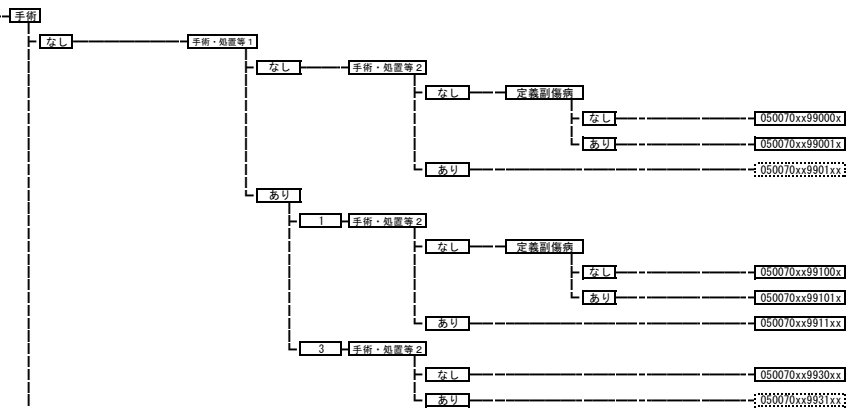 手術
なし 手術・処置等1
なし 手術・処置等2
なし 定義副傷病
なし 050070xx99000x
あり 050070xx99001x
あり 050070xx9901xx
あり
1 手術・処置等2
なし 定義副傷病
なし 050070xx99100x
あり 050070xx99101x
あり 050070xx9911xx
3 手術・処置等2
なし 050070xx9930xx
あり 050070xx9931xx